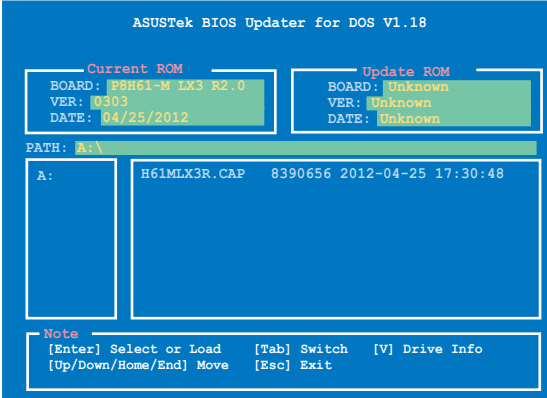 ASUSTek BIOS Updater for DOS V1.18
Current ROM
BOARD: P8H61-M LX3 R2.0
VER: 0303
DATE: 04/25/2012
Update ROM
BOARD: Unknown
VER: Unknown
DATE: Unknown
PATH: A:\
A:
H61MLX3R.CAP 8390656 2012-04-25 17:30:48
Note
[Enter] Select or Load [Tab] Switch [V] Drive Info
[Up/Down/Home/End] Move [Esc] Exit